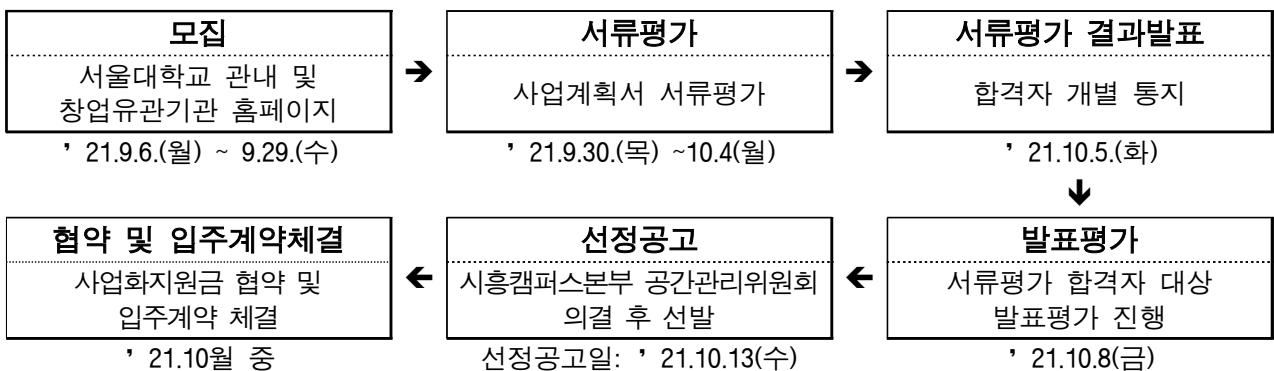 모집
서울대학교 관내 및
창업유관기관 홈페이지
’ 21.9.6.(월) ~ 9.29.(수)
➔
서류평가
사업계획서 서류평가
’ 21.9.30.(목) ~10.4(월)
➔
서류평가 결과발표
합격자 개별 통지
’ 21.10.5.(화)
🡻
발표평가
서류평가 합격자 대상
발표평가 진행
’ 21.10.8(금)
🡸
선정공고
시흥캠퍼스본부 공간관리위원회
의결 후 선발
선정공고일: ’ 21.10.13(수)
🡸
협약 및 입주계약체결
사업화지원금 협약 및
입주계약 체결
’ 21.10월 중